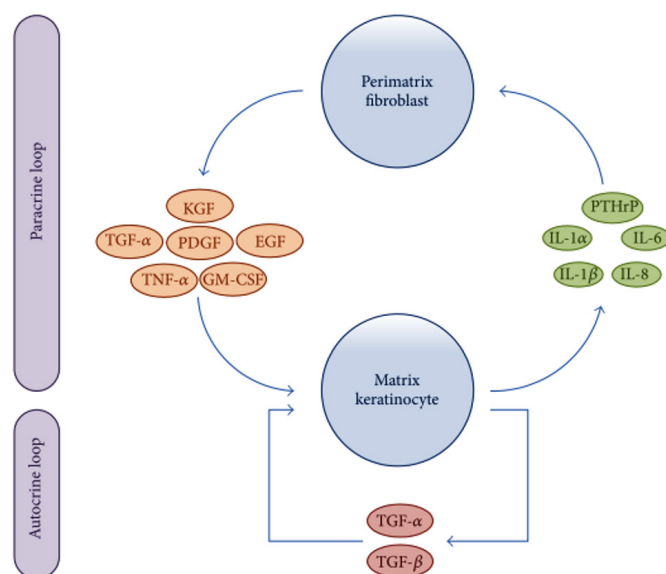 Paracrine loop
Autocrine loop
Perimatrix
fibroblast
KGF
TGF-α
PDGF
EGF
TNF-α
GM-CSF
PTHrP
IL-1α
IL-6
IL-1β
IL-8
Matrix
keratinocyte
TGF-α
TGF-β